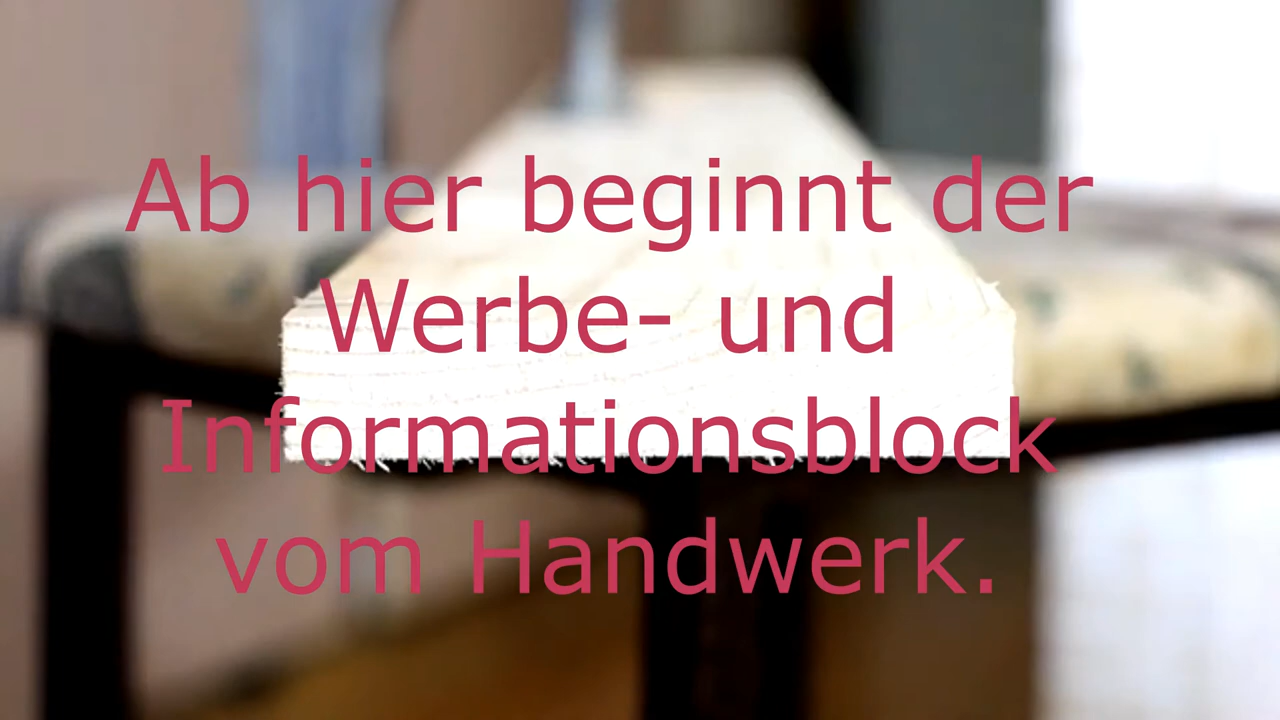 Ab hier beginnt der
Werbe- und
Informationsblock
vom Handwerk.